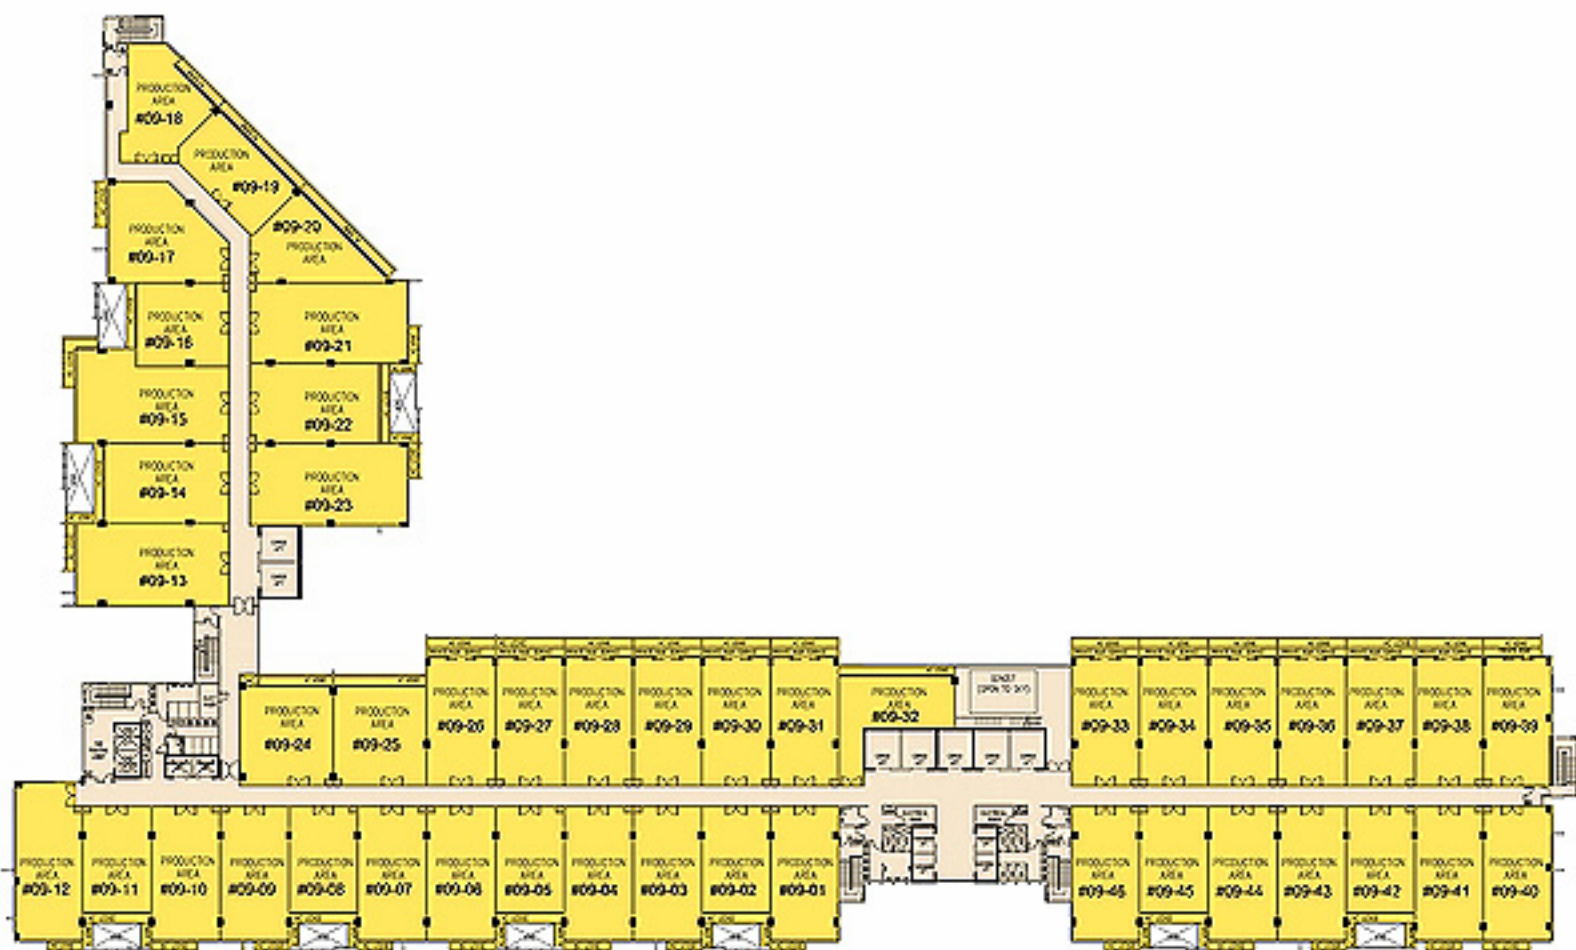 PRODUCTION
AREA
#09-18
PRODUCTION
AREA
#09-19
#09-20
PRODUCTION
AREA
PRODUCTION
AREA
#09-17
PRODUCTION
AREA
#09-16
PRODUCTION
AREA
#09-21
PRODUCTION
AREA
#09-15
PRODUCTION
AREA
#09-22
PRODUCTION
AREA
#09-14
PRODUCTION
AREA
#09-23
PRODUCTION
AREA
#09-13
PRODUCTION
AREA
#09-24
PRODUCTION
AREA
#09-25
PRODUCTION
AREA
#09-26
PRODUCTION
AREA
#09-27
PRODUCTION
AREA
#09-28
PRODUCTION
AREA
#09-29
PRODUCTION
AREA
#09-30
PRODUCTION
AREA
#09-31
PRODUCTION
AREA
#09-32
(OPEN TO SKY)
PRODUCTION
AREA
#09-33
PRODUCTION
AREA
#09-34
PRODUCTION
AREA
#09-35
PRODUCTION
AREA
#09-36
PRODUCTION
AREA
#09-37
PRODUCTION
AREA
#09-38
PRODUCTION
AREA
#09-39
PRODUCTION
AREA
#09-12
PRODUCTION
AREA
#09-11
PRODUCTION
AREA
#09-10
PRODUCTION
AREA
#09-09
PRODUCTION
AREA
#09-08
PRODUCTION
AREA
#09-07
PRODUCTION
AREA
#09-06
PRODUCTION
AREA
#09-05
PRODUCTION
AREA
#09-04
PRODUCTION
AREA
#09-03
PRODUCTION
AREA
#09-02
PRODUCTION
AREA
#09-01
PRODUCTION
AREA
#09-46
PRODUCTION
AREA
#09-45
PRODUCTION
AREA
#09-44
PRODUCTION
AREA
#09-43
PRODUCTION
AREA
#09-42
PRODUCTION
AREA
#09-41
PRODUCTION
AREA
#09-40